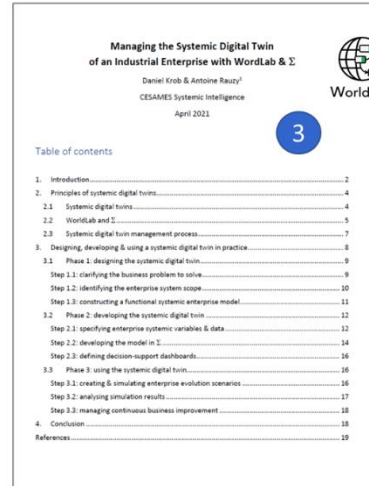 Managing the Systemic Digital Twin
of an Industrial Enterprise with WordLab & Σ
Daniel Krob & Antoine Rauzy¹
CESAMES Systemic Intelligence
April 2021
World
3
Table of contents
1. Introduction 2
2. Principles of systemic digital twins 4
2.1 Systemic digital twins 4
2.2 WorldLab and Σ 5
2.3 Systemic digital twin management process 7
3. Designing, developing & using a systemic digital twin in practice 8
3.1 Phase 1: designing the systemic digital twin 9
Step 1.1: clarifying the business problem to solve 9
Step 1.2: identifying the enterprise system scope 10
Step 1.3: constructing a functional systemic enterprise model 11
3.2 Phase 2: developing the systemic digital twin 12
Step 2.1: specifying enterprise systemic variables & data 12
Step 2.2: developing the model in Σ 14
Step 2.3: defining decision-support dashboards 16
3.3 Phase 3: using the systemic digital twin 16
Step 3.1: creating & simulating enterprise evolution scenarios 16
Step 3.2: analysing simulation results 17
Step 3.3: managing continuous business improvement 18
4. Conclusion 18
References 19